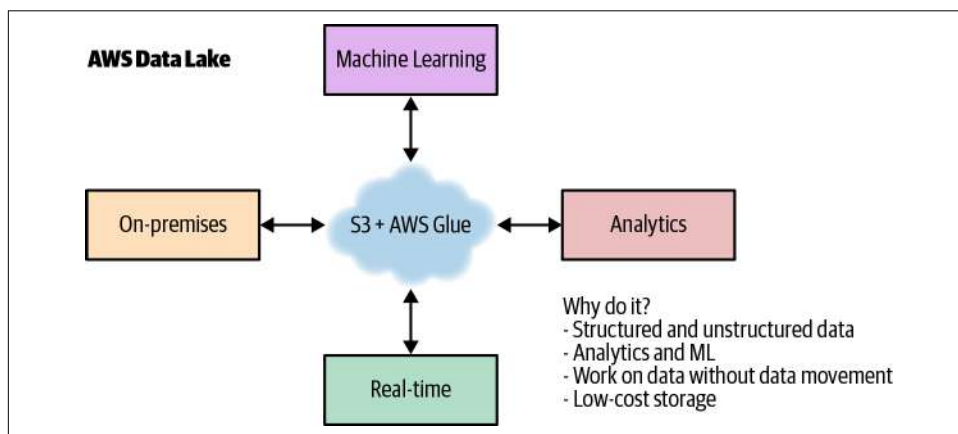 AWS Data Lake
Machine Learning
On-premises
S3 + AWS Glue
Analytics
Real-time
Why do it?
- Structured and unstructured data
- Analytics and ML
- Work on data without data movement
- Low-cost storage